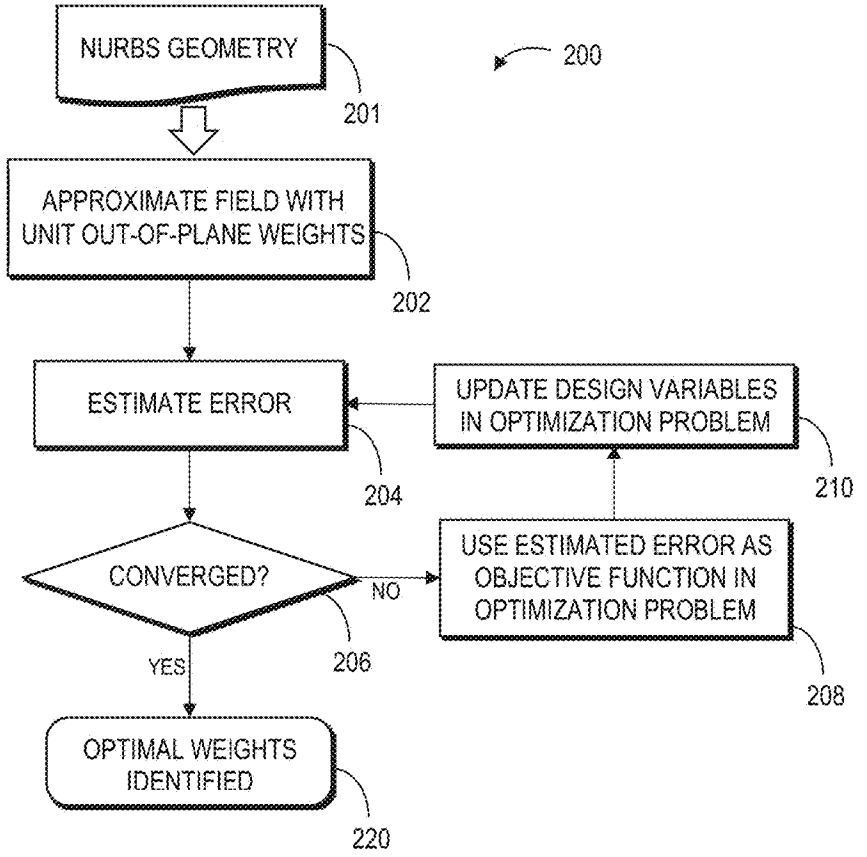 NURBS GEOMETRY
200
201
APPROXIMATE FIELD WITH
UNIT OUT-OF-PLANE WEIGHTS
202
ESTIMATE ERROR
204
UPDATE DESIGN VARIABLES
IN OPTIMIZATION PROBLEM
210
CONVERGED?
NO
206
USE ESTIMATED ERROR AS
OBJECTIVE FUNCTION IN
OPTIMIZATION PROBLEM
208
YES
OPTIMAL WEIGHTS
IDENTIFIED
220